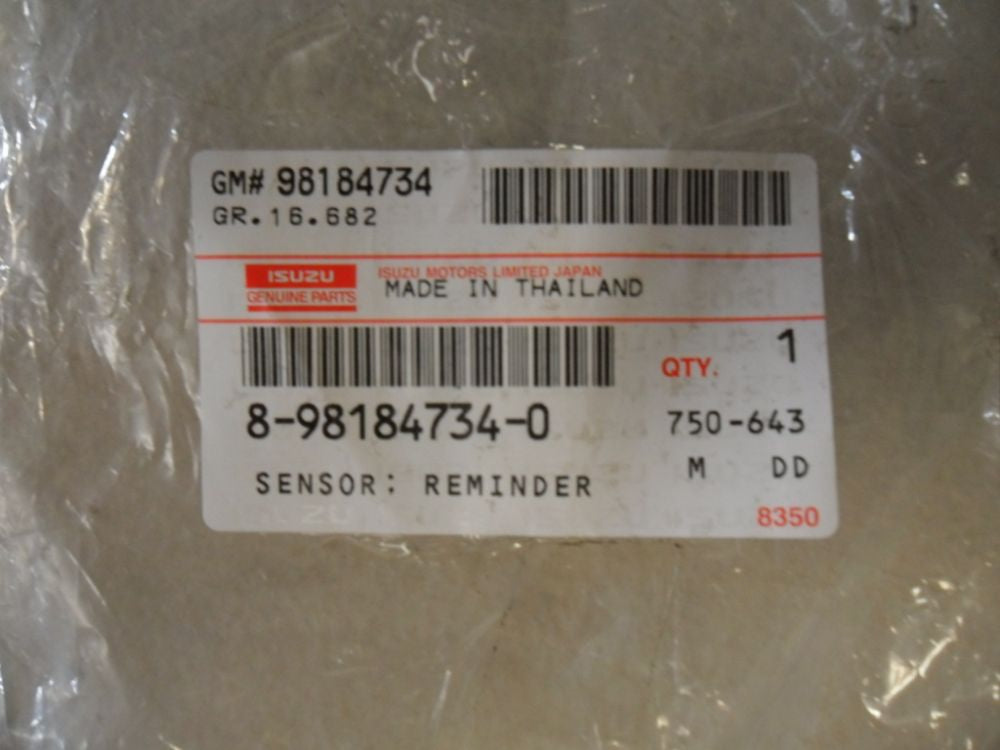 GM# 98184734
GR.16.682
ISUZU
GENUINE PARTS
ISUZU MOTORS LIMITED JAPAN
MADE IN THAILAND
QTY. 1
8-98184734-0
750-643
M DD
SENSOR: REMINDER
8350